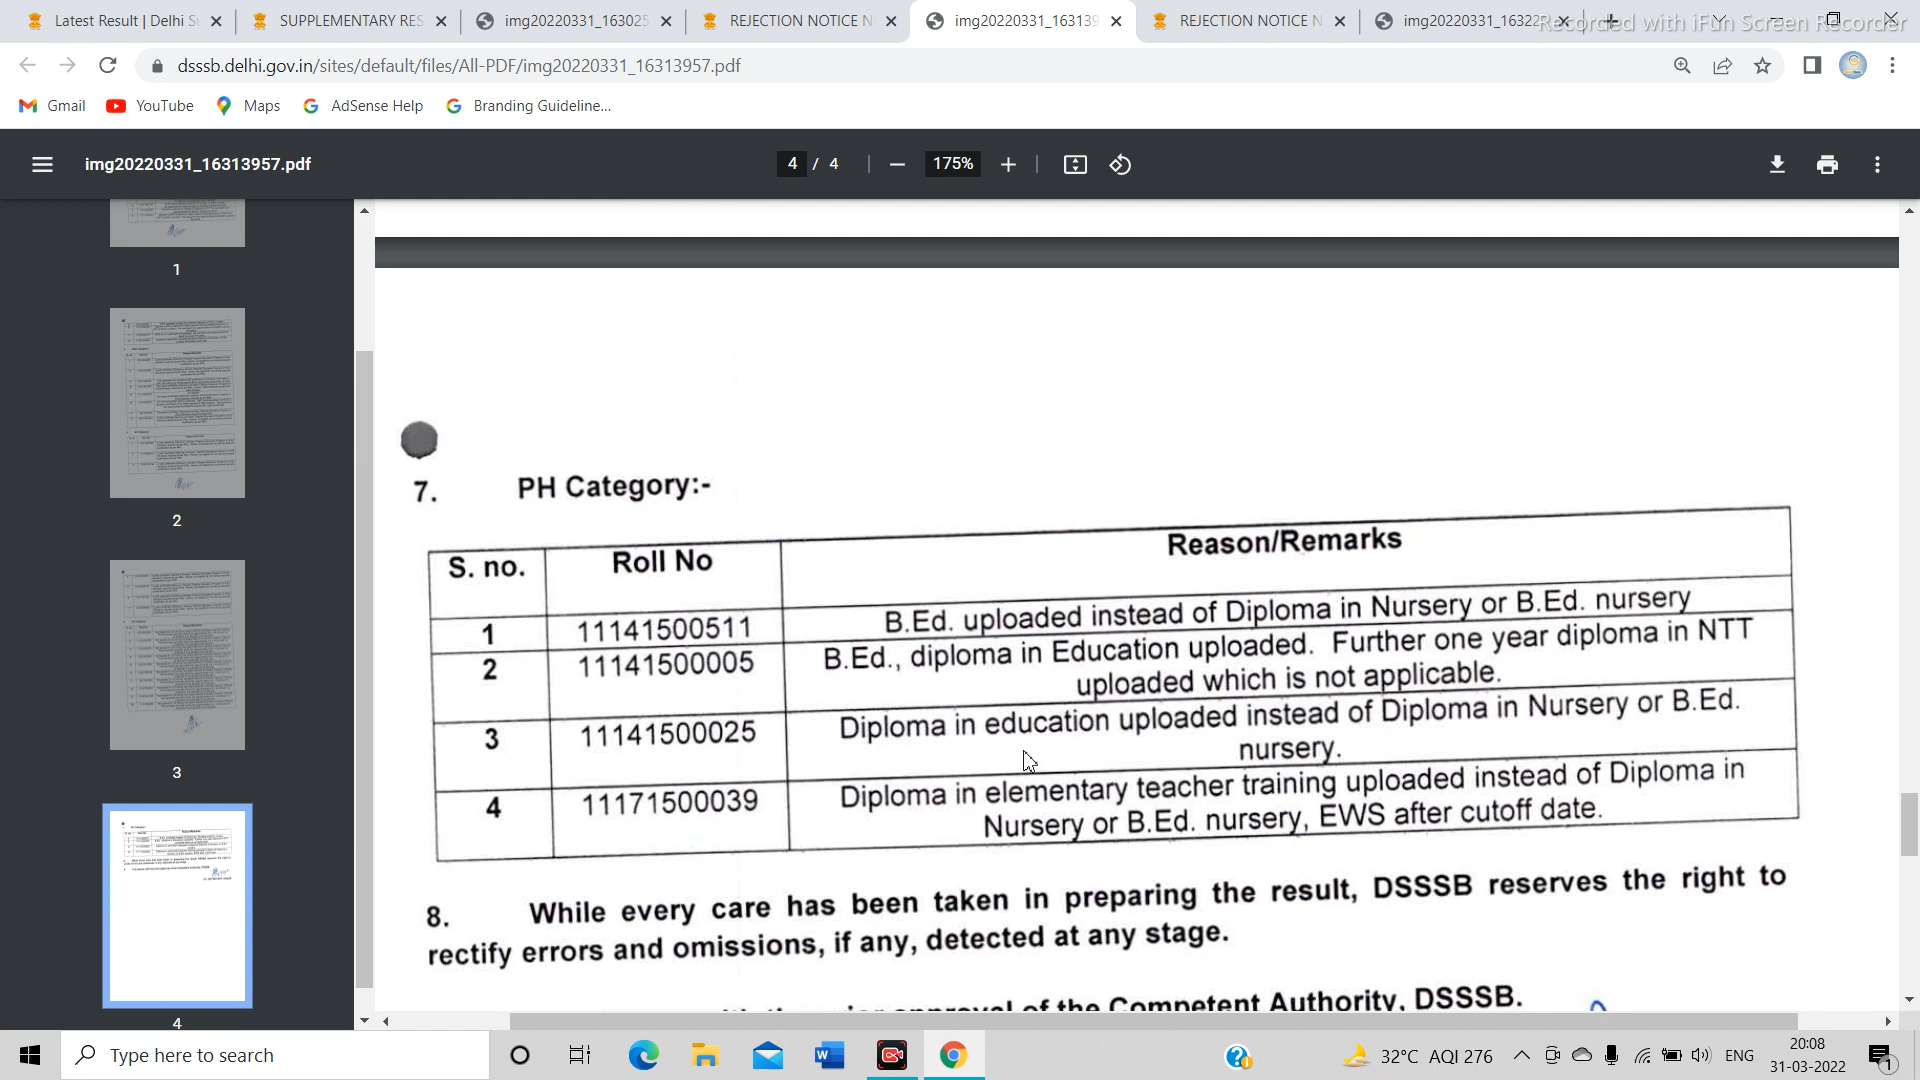 Latest Result | Delhi S
SUPPLEMENTARY RES
img20220331_163025
REJECTION NOTICE N
img20220331_163139
REJECTION NOTICE N
img20220331_16322
Recorded with iFun Screen Recorder
dsssb.delhi.gov.in/sites/default/files/All-PDF/img20220331_16313957.pdf
Gmail YouTube Maps AdSense Help Branding Guideline...
img20220331_16313957.pdf
4 / 4
175%
1
2
3
4
7. PH Category:-
S. no. Roll No Reason/Remarks
1 11141500511 B.Ed. uploaded instead of Diploma in Nursery or B.Ed. nursery
2 11141500005 B.Ed., diploma in Education uploaded. Further one year diploma in NTT
uploaded which is not applicable.
3 11141500025 Diploma in education uploaded instead of Diploma in Nursery or B.Ed.
nursery.
4 11171500039 Diploma in elementary teacher training uploaded instead of Diploma in
Nursery or B.Ed. nursery, EWS after cutoff date.
8. While every care has been taken in preparing the result, DSSSB reserves the right to
rectify errors and omissions, if any, detected at any stage.
approval of the Competent Authority, DSSSB.
Type here to search
32°C AQI 276
ENG
20:08
31-03-2022
1